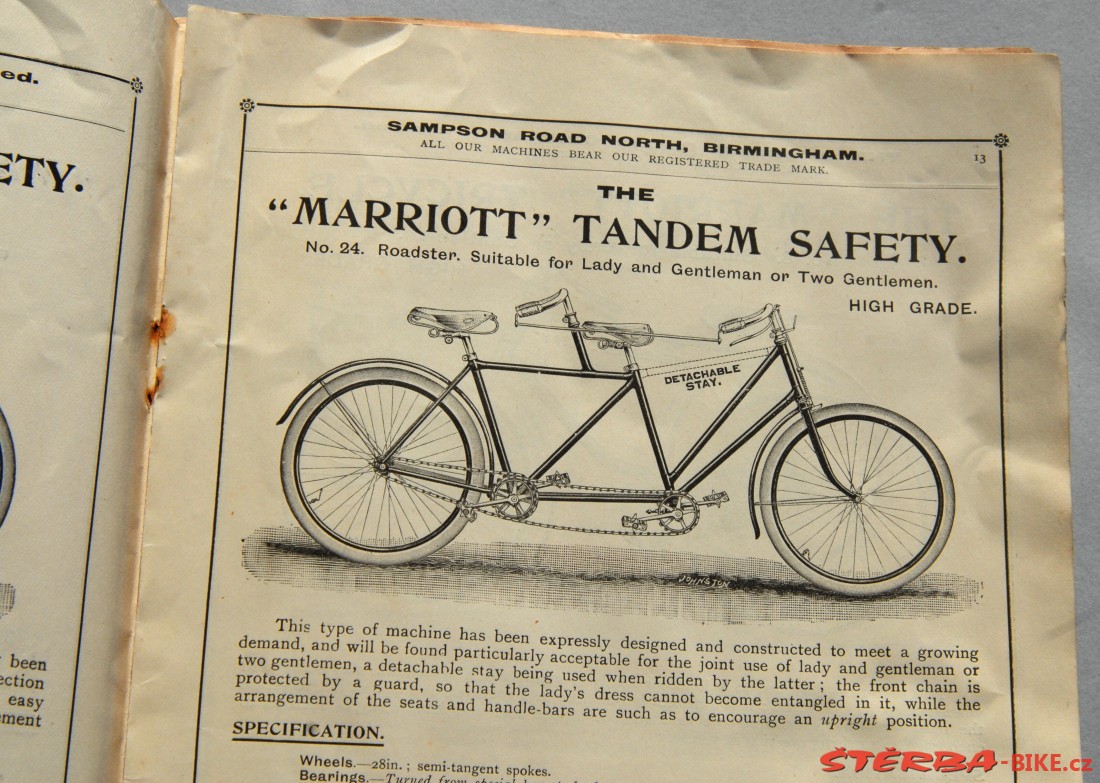 ed.
ETY.
been
ection
easy
ement
SAMPSON ROAD NORTH, BIRMINGHAM.
ALL OUR MACHINES BEAR OUR REGISTERED TRADE MARK.
13
THE
“MARRIOTT” TANDEM SAFETY.
No. 24. Roadster. Suitable for Lady and Gentleman or Two Gentlemen.
HIGH GRADE.
DETACHABLE
STAY.
JOHNSTON
This type of machine has been expressly designed and constructed to meet a growing
demand, and will be found particularly acceptable for the joint use of lady and gentleman or
two gentlemen, a detachable stay being used when ridden by the latter; the front chain is
protected by a guard, so that the lady's dress cannot become entangled in it, while the
arrangement of the seats and handle-bars are such as to encourage an upright position.
SPECIFICATION.
Wheels.—28in.; semi-tangent spokes.
Bearings.—Turned from special
ŠTĚRBA-BIKE.cz